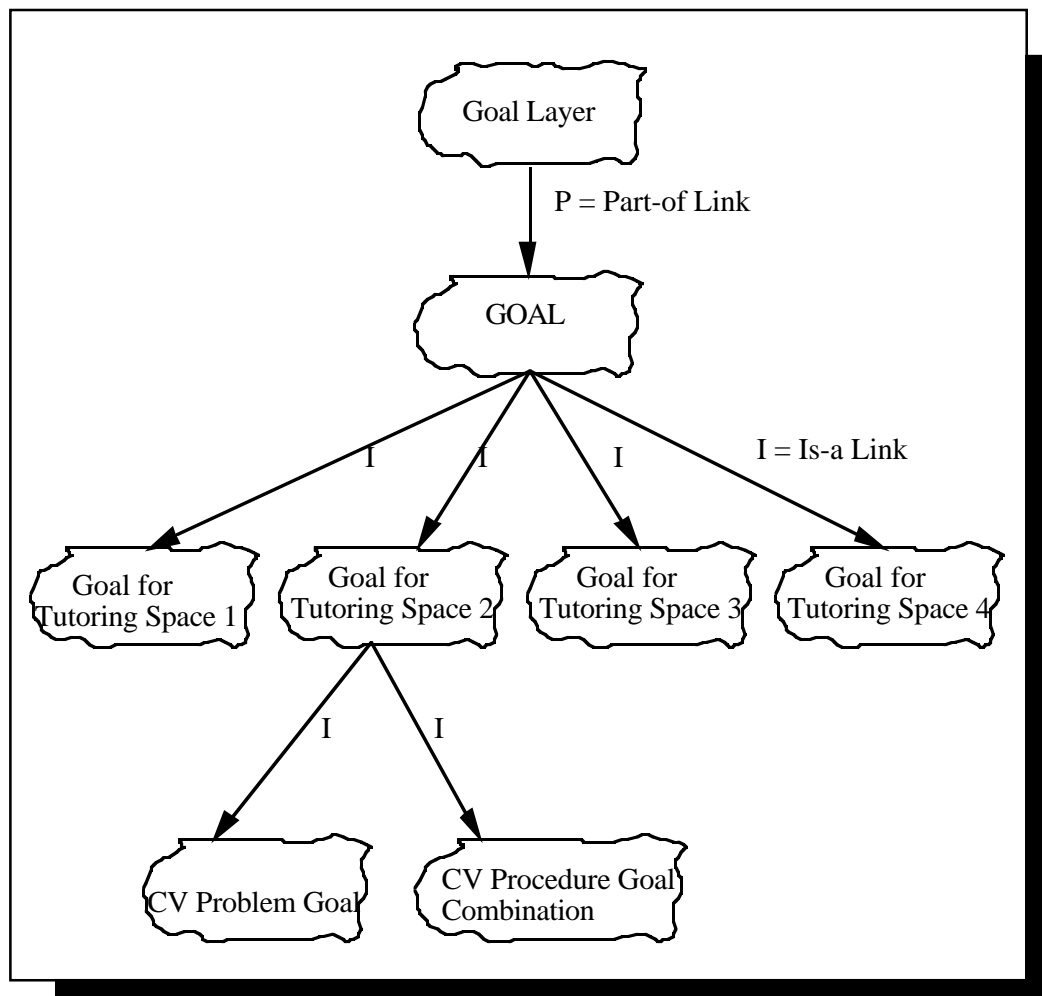 Goal Layer
P = Part-of Link
GOAL
I = Is-a Link
I
I
I
Goal for
Tutoring Space 1
Goal for
Tutoring Space 2
Goal for
Tutoring Space 3
Goal for
Tutoring Space 4
I
I
CV Problem Goal
CV Procedure Goal
Combination